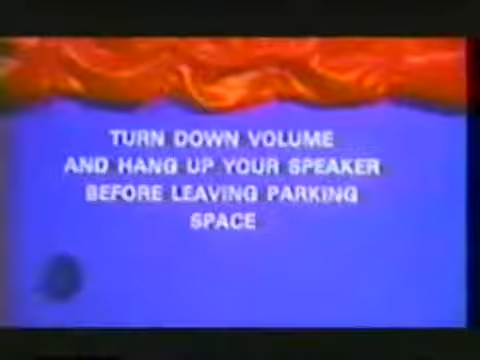 TURN DOWN VOLUME
AND HANG UP YOUR SPEAKER
BEFORE LEAVING PARKING
SPACE